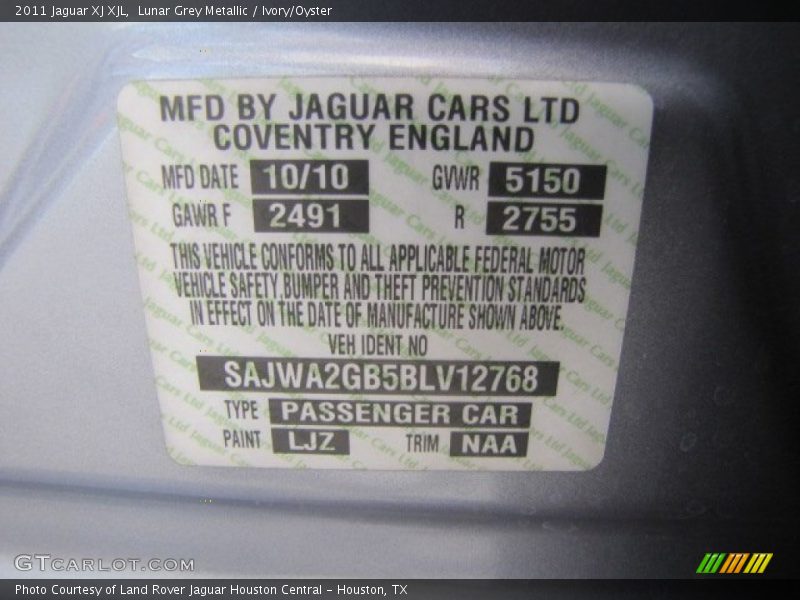 2011 Jaguar XJ XJL,  Lunar Grey Metallic / Ivory/Oyster
MFD BY JAGUAR CARS LTD
COVENTRY ENGLAND
MFD DATE 10/10 GVWR 5150
GAWR F 2491 R 2755
THIS VEHICLE CONFORMS TO ALL APPLICABLE FEDERAL MOTOR
VEHICLE SAFETY, BUMPER AND THEFT PREVENTION STANDARDS
IN EFFECT ON THE DATE OF MANUFACTURE SHOWN ABOVE.
VEH IDENT NO
SAJWA2GB5BLV12768
TYPE PASSENGER CAR
PAINT LJZ TRIM NAA
GTCARLOT.COM
Photo Courtesy of Land Rover Jaguar Houston Central – Houston, TX